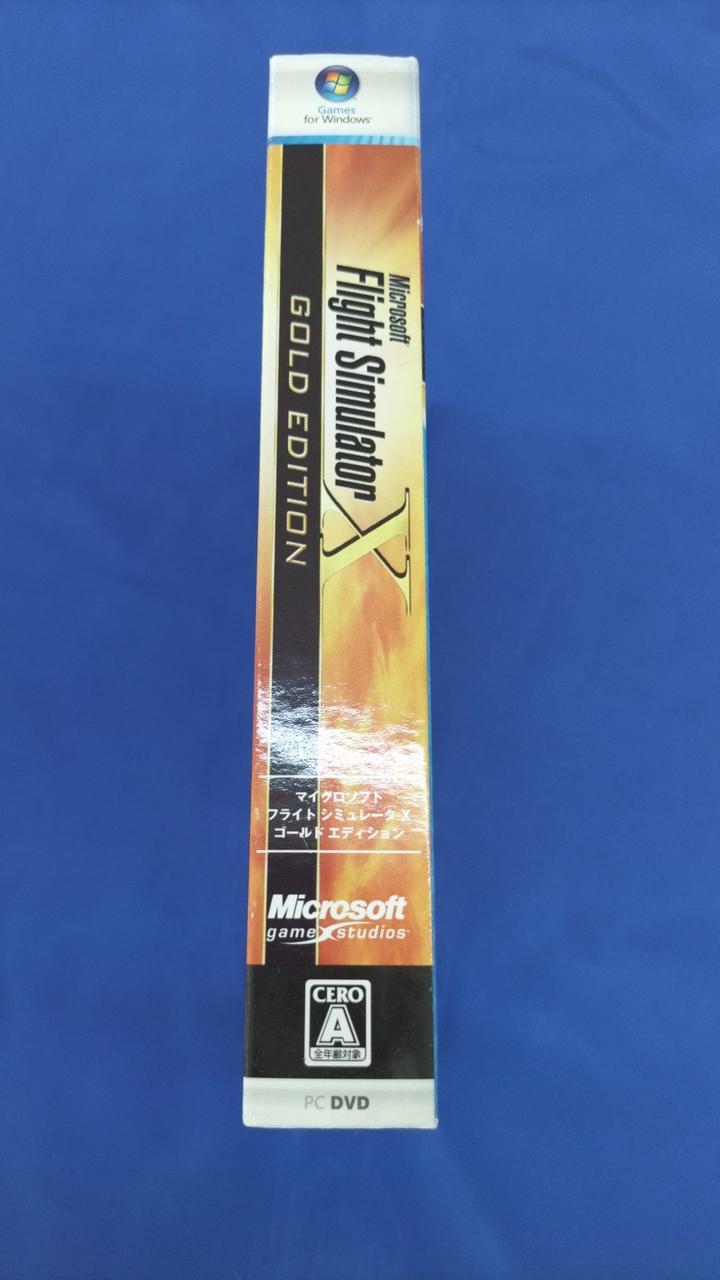 Games
for Windows
Microsoft
Flight Simulator
X
GOLD EDITION
マイクロソフト
フライト シミュレータ X
ゴールド エディション
Microsoft
game studios
CERO
A
全年齢対象
PC DVD